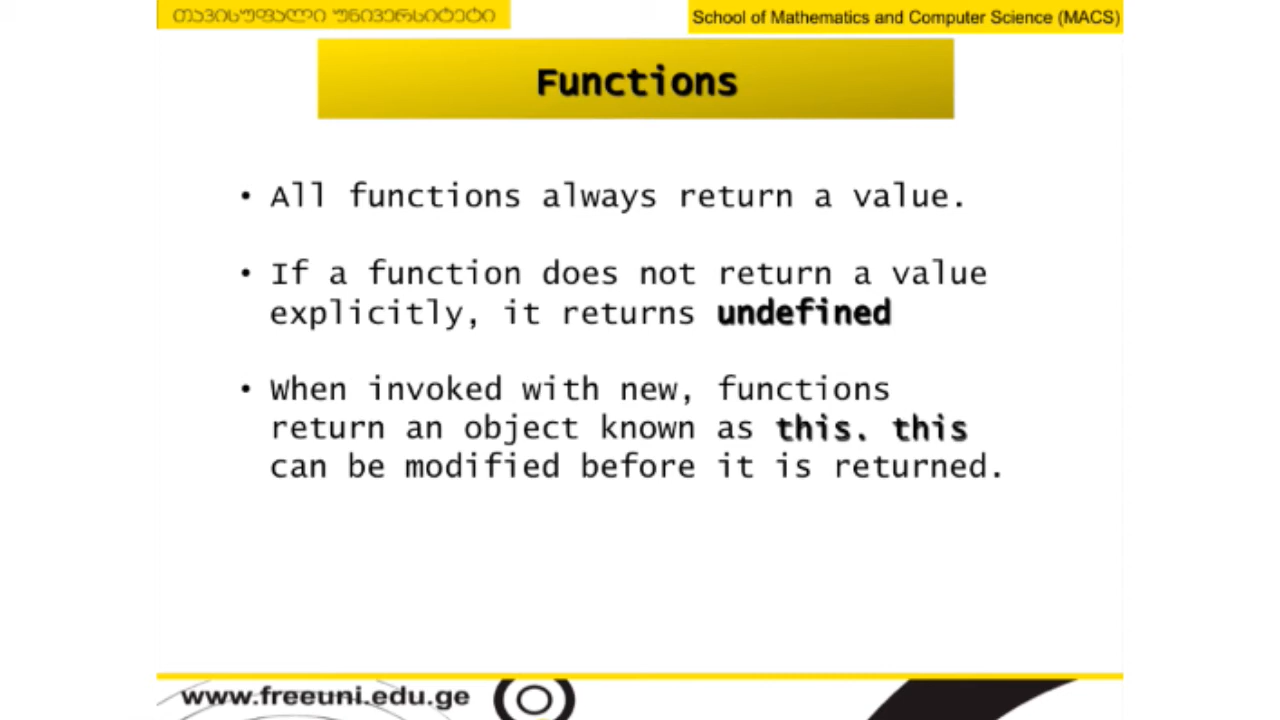 თავისუფალი უნივერსიტეტი
School of Mathematics and Computer Science (MACS)
Functions
• All functions always return a value.
• If a function does not return a value
explicitly, it returns undefined
• When invoked with new, functions
return an object known as this. this
can be modified before it is returned.
www.freeuni.edu.ge